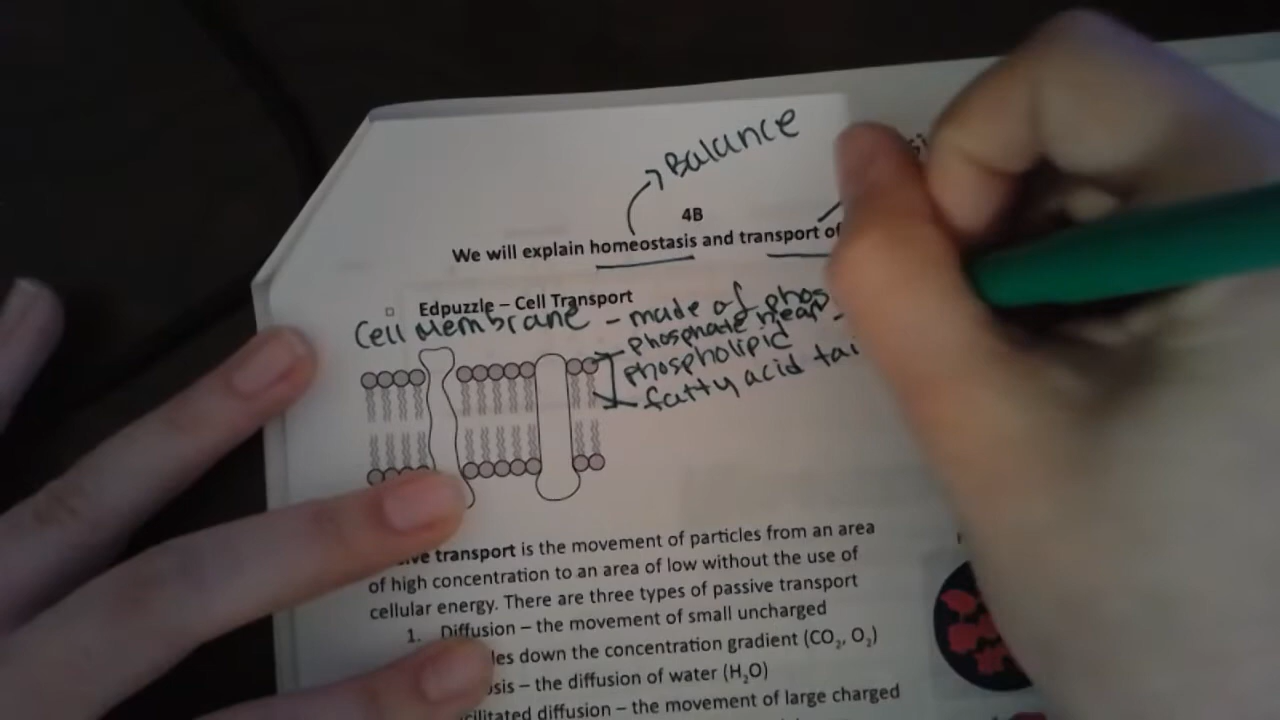 Balance
4B
We will explain homeostasis and transport of
Edpuzzle – Cell Transport
Cell Membrane – made of phos
phosphate head
phospholipid
fatty acid tai
transport is the movement of particles from an area
of high concentration to an area of low without the use of
cellular energy. There are three types of passive transport
1. Diffusion – the movement of small uncharged
les down the concentration gradient (CO₂, O₂)
sis – the diffusion of water (H₂O)
cilitated diffusion – the movement of large charged